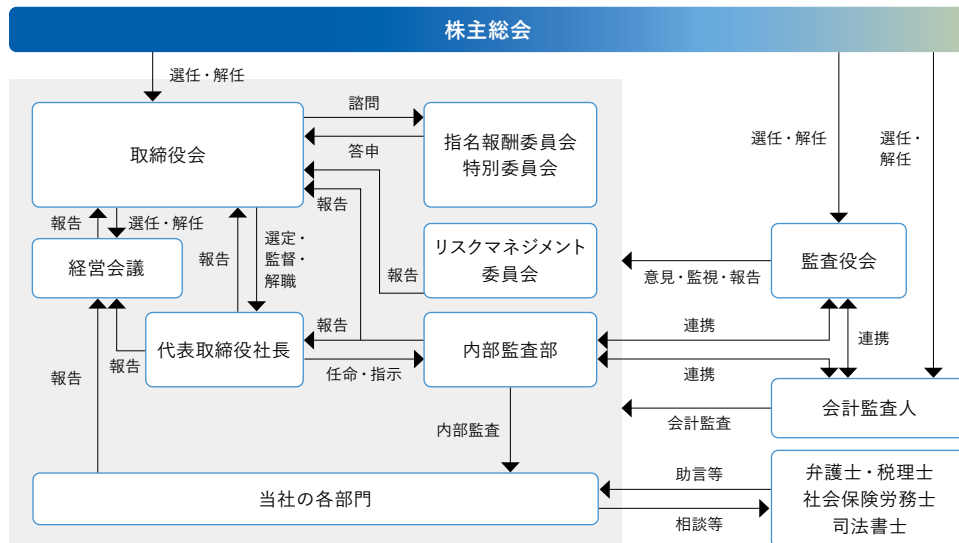 株主総会
選任・解任
諮問
取締役会
指名報酬委員会
特別委員会
答申
選任・解任
選任・
解任
報告
報告
選任・解任
選定・
監督・
解職
報告
リスクマネジメント
委員会
報告
監査役会
意見・監視・報告
経営会議
報告
連携
代表取締役社長
内部監査部
連携
報告
報告
任命・指示
連携
会計監査人
会計監査
内部監査
当社の各部門
助言等
相談等
弁護士・税理士
社会保険労務士
司法書士